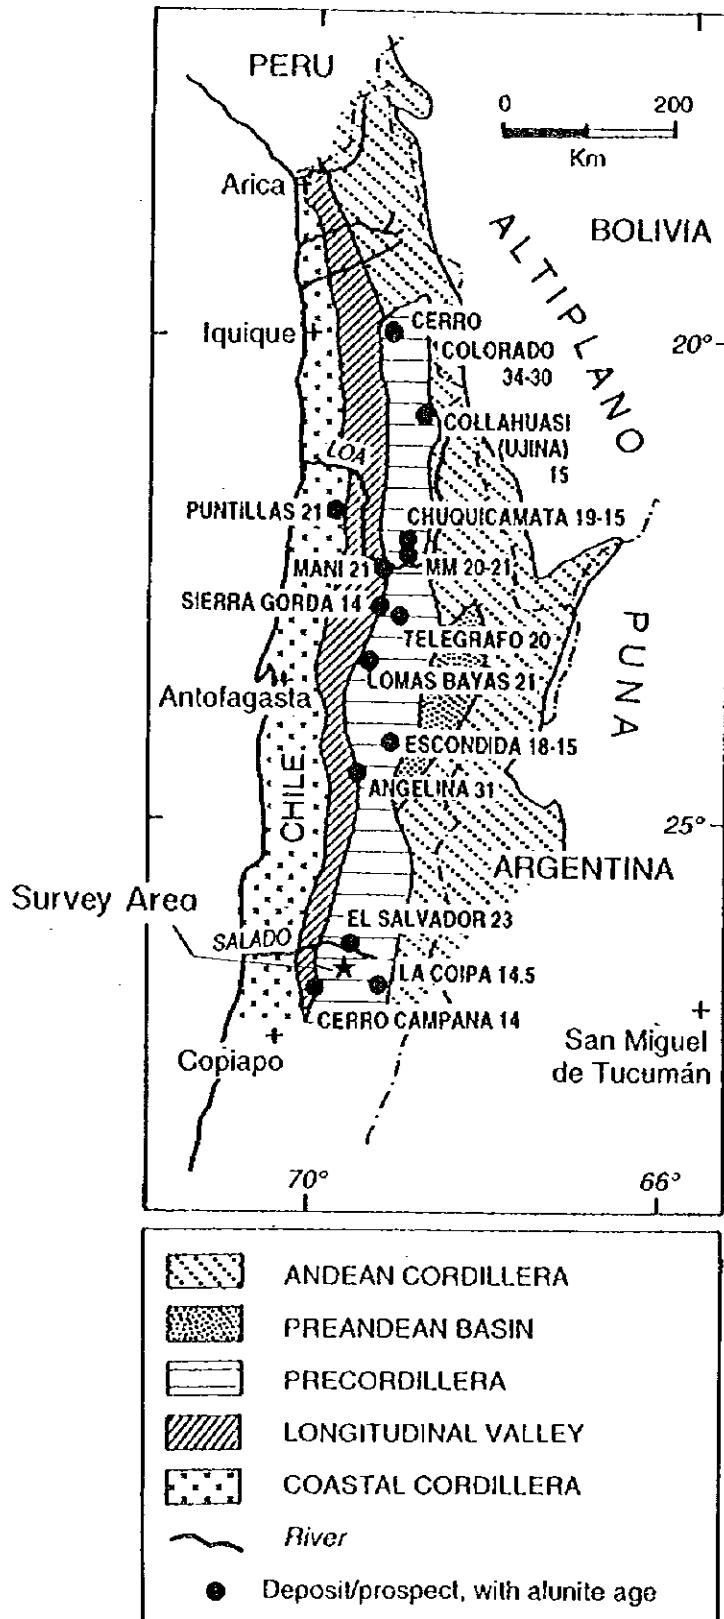 PERU
0 200
Km
Arica
BOLIVIA
ALTIPLANO
Iquique
CERRO
COLORADO
34-30
20°
COLLAHUASI
(UJINA)
15
LOA
PUNTILLAS 21
CHUQUICAMATA 19-15
MANI 21
MM 20-21
SIERRA GORDA 14
TELEGRAFO 20
PUNA
LOMAS BAYAS 21
Antofagasta
ESCONDIDA 18-15
CHILE
ANGELINA 31
25°
ARGENTINA
Survey Area
EL SALVADOR 23
SALADO
LA COIPA 14.5
CERRO CAMPANA 14
Copiapo
San Miguel
de Tucumán
70° 66°
ANDEAN CORDILLERA
PREANDEAN BASIN
PRECORDILLERA
LONGITUDINAL VALLEY
COASTAL CORDILLERA
River
Deposit/prospect, with alunite age